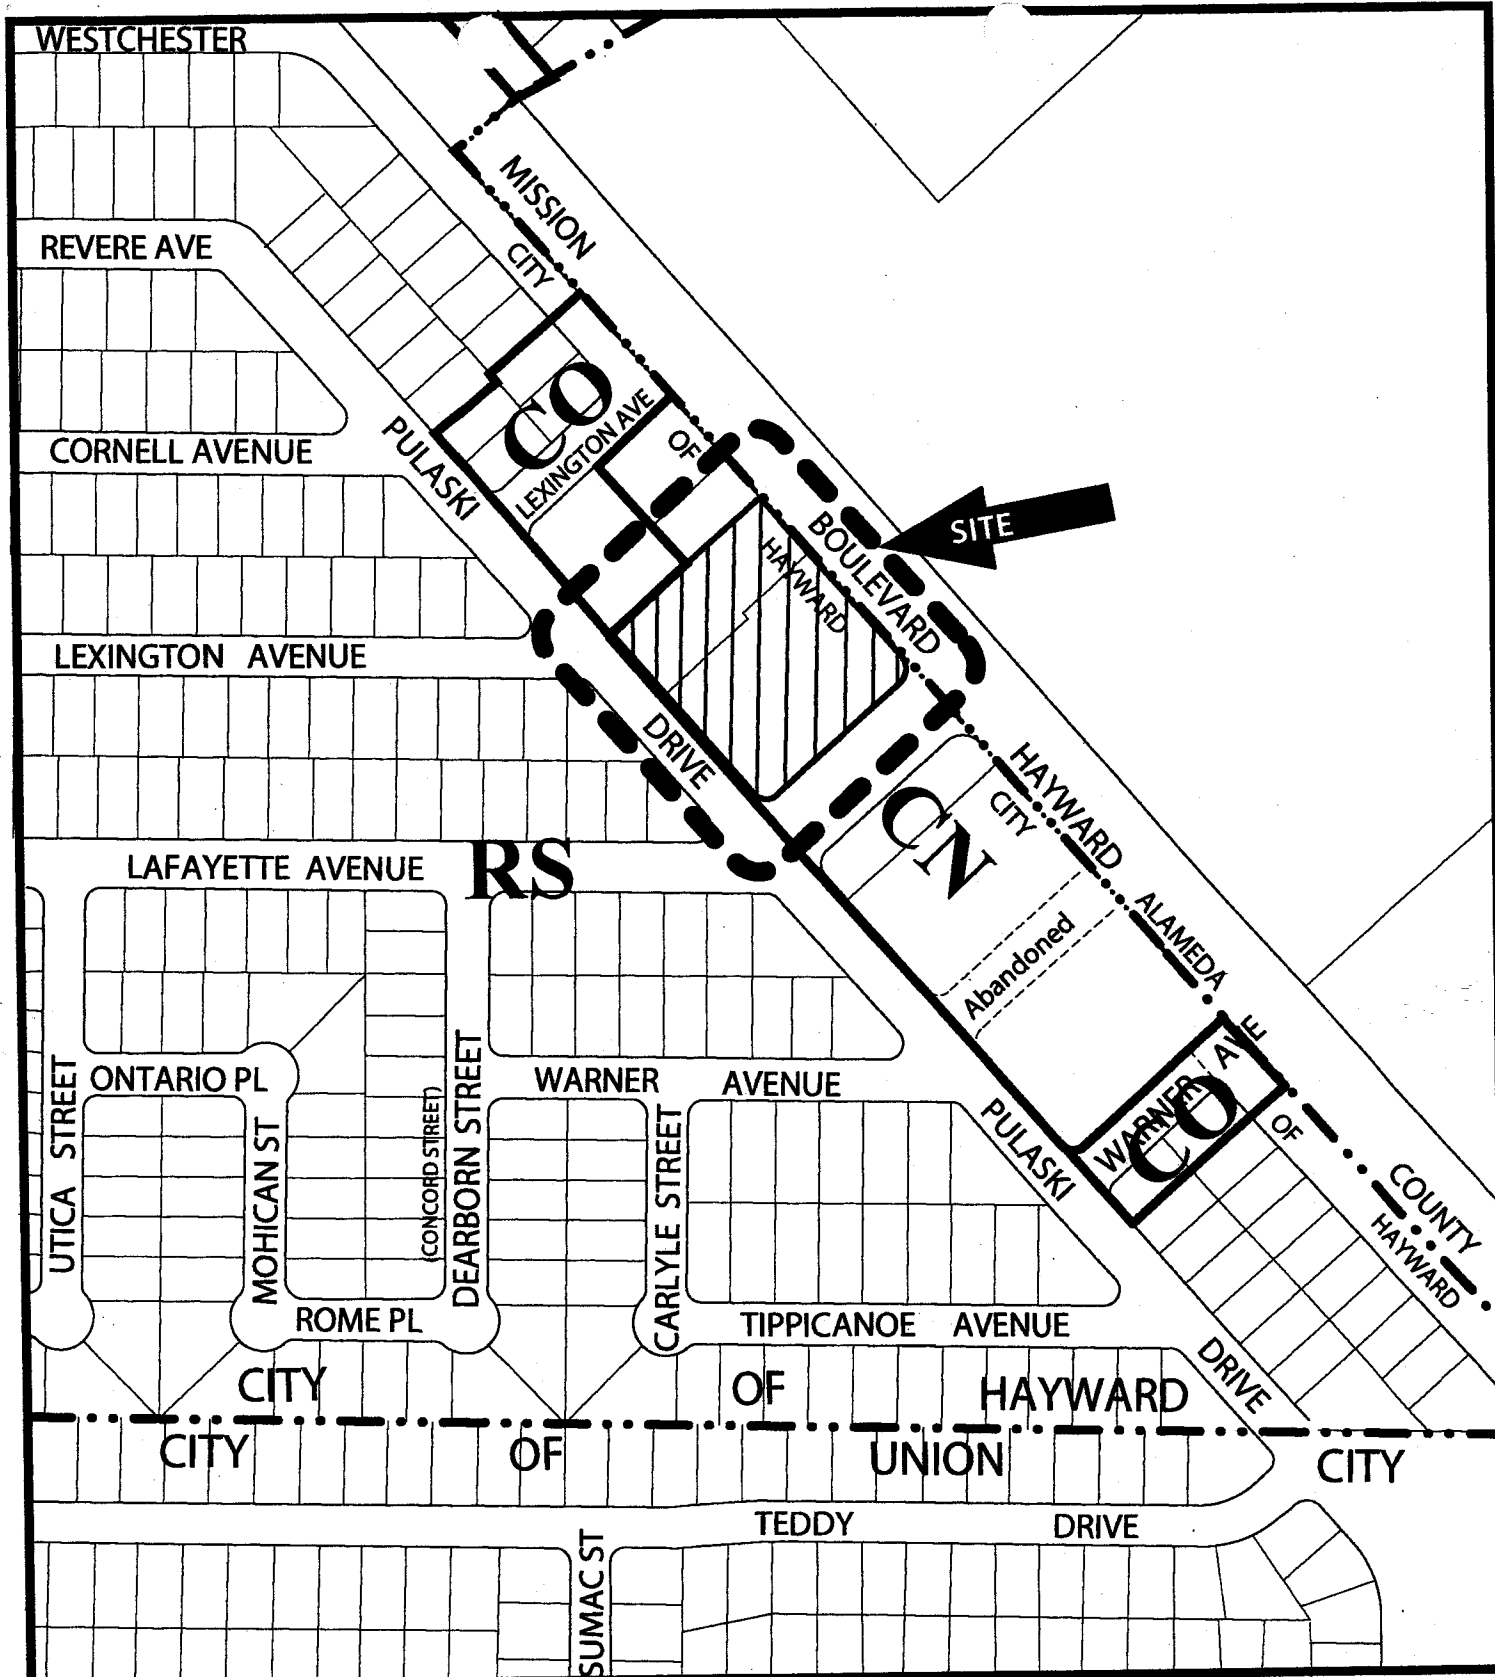 WESTCHESTER
MISSION
REVERE AVE
CITY
CO
LEXINGTON AVE
OF
CORNELL AVENUE
PULASKI
SITE
BOULEVARD
HAYWARD
LEXINGTON AVENUE
DRIVE
HAYWARD
CITY
CN
LAFAYETTE AVENUE
RS
ALAMEDA
Abandoned
WARNER AVE
CO
OF
UTICA STREET
ONTARIO PL
MOHICAN ST
(CONCORD STREET)
DEARBORN STREET
WARNER AVENUE
CARLYLE STREET
PULASKI
COUNTY
HAYWARD
ROME PL
TIPPICANOE AVENUE
DRIVE
CITY OF HAYWARD
CITY OF UNION CITY
TEDDY DRIVE
SUMAC ST